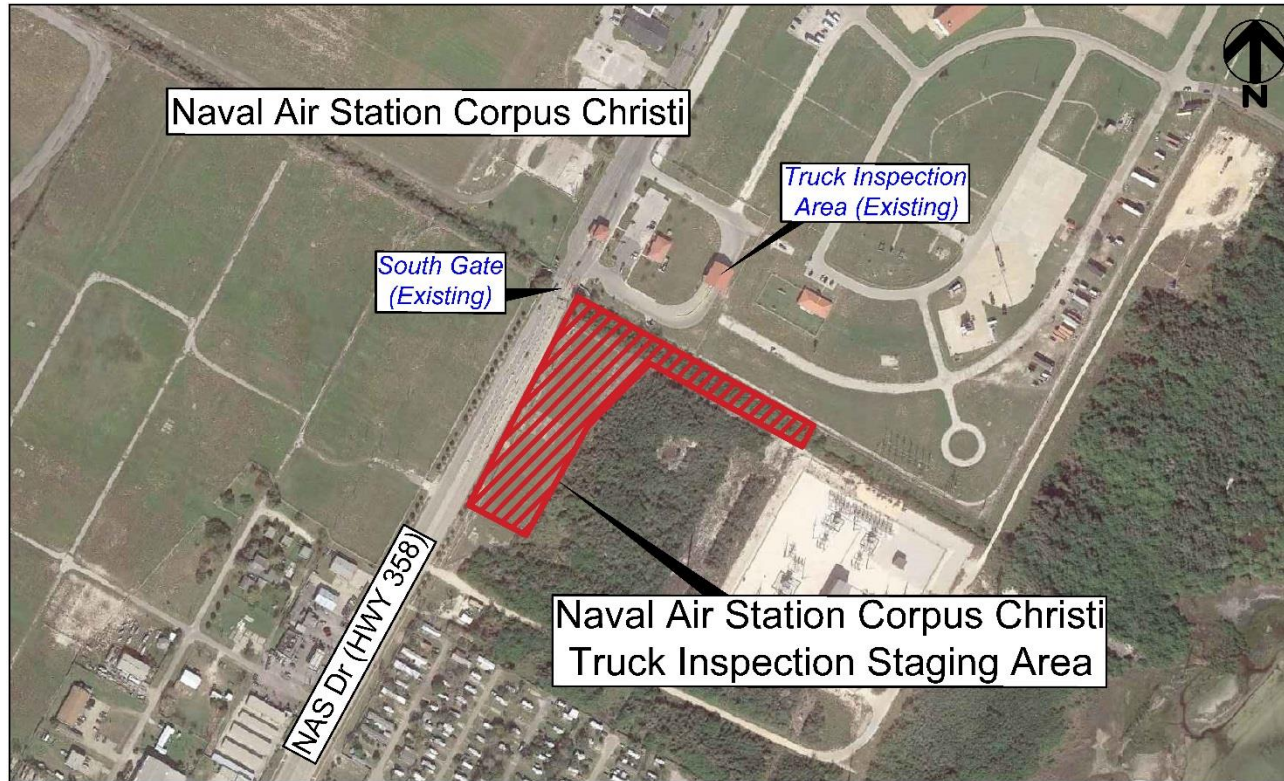 Naval Air Station Corpus Christi
N
Truck Inspection
Area (Existing)
South Gate
(Existing)
NAS Dr (HWY 358)
Naval Air Station Corpus Christi
Truck Inspection Staging Area